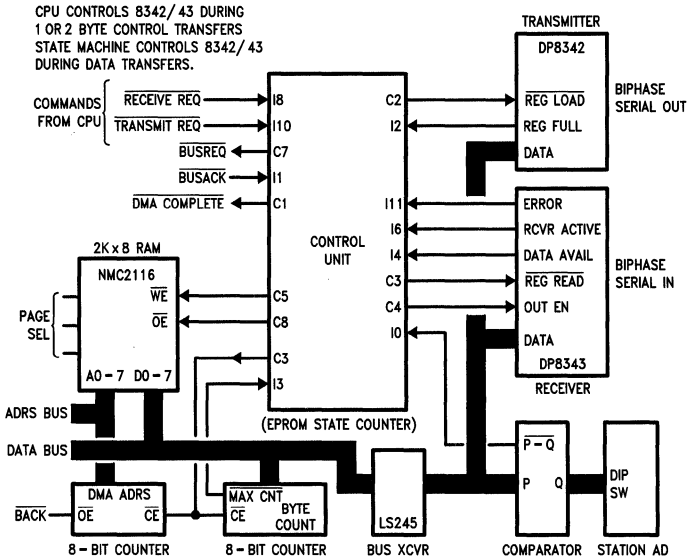 CPU CONTROLS 8342/43 DURING
1 OR 2 BYTE CONTROL TRANSFERS
STATE MACHINE CONTROLS 8342/43
DURING DATA TRANSFERS.
TRANSMITTER
DP8342
BIPHASE
SERIAL OUT
REG LOAD
REG FULL
DATA
COMMANDS
FROM CPU
RECEIVE REQ
TRANSMIT REQ
BUSREQ
BUSACK
DMA COMPLETE
I8
I10
C7
I1
C1
C2
I2
I11
I6
I4
C3
C4
I0
CONTROL
UNIT
ERROR
RCVR ACTIVE
DATA AVAIL
REG READ
OUT EN
DATA
DP8343
RECEIVER
BIPHASE
SERIAL IN
2K x 8 RAM
NMC2116
WE
OE
PAGE
SEL
A0-7 D0-7
C5
C8
C3
I3
(EPROM STATE COUNTER)
ADRS BUS
DATA BUS
BACK
DMA ADRS
OE CE
8-BIT COUNTER
MAX CNT
CE
BYTE
COUNT
8-BIT COUNTER
LS245
BUS XCVR
P-Q
P Q
COMPARATOR
DIP
SW
STATION AD